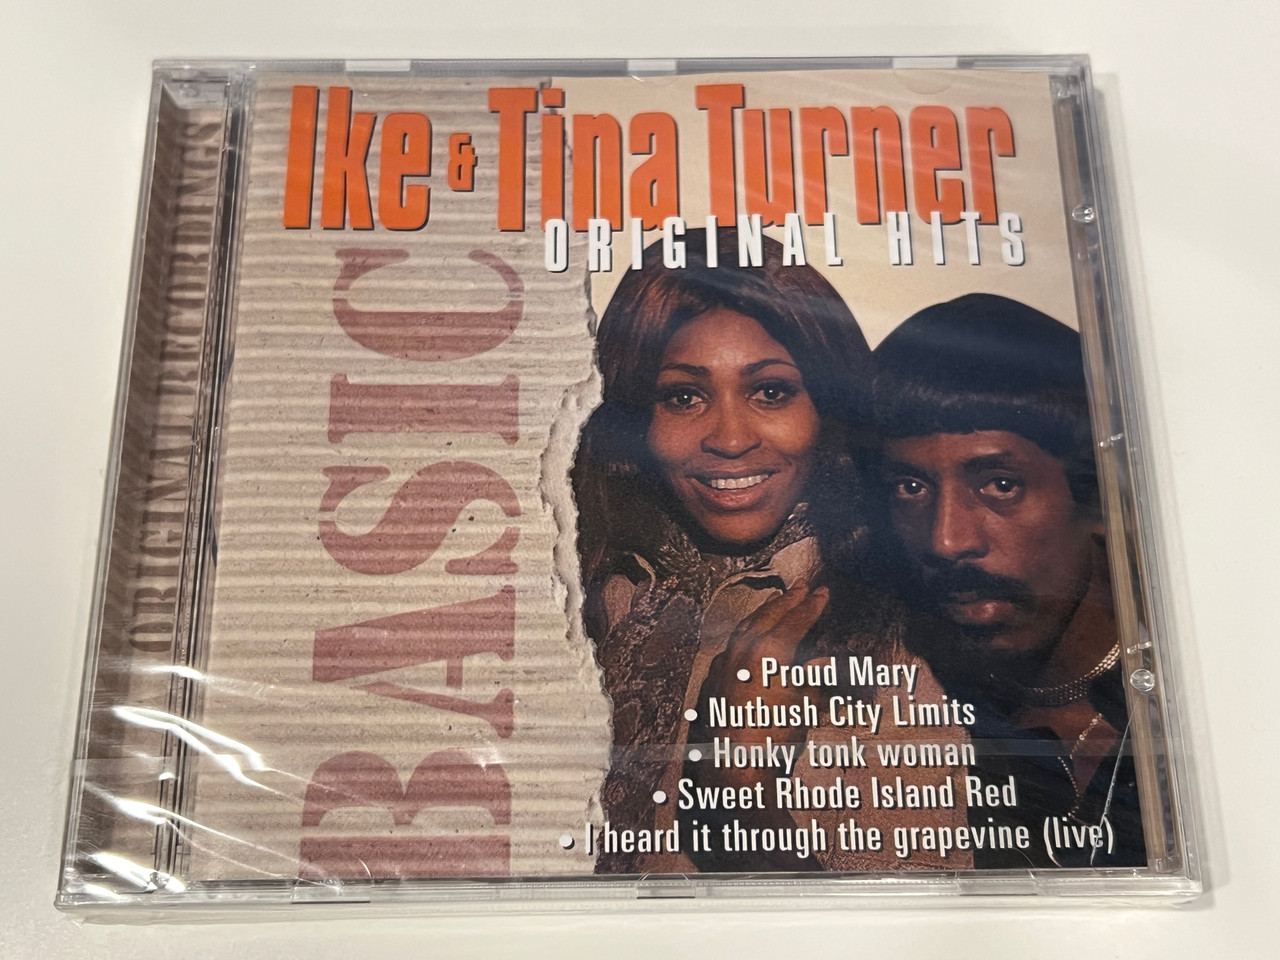 Ike & Tina Turner
ORIGINAL HITS
BASIC
ORIGINAL RECORDINGS
• Proud Mary
• Nutbush City Limits
• Honky tonk woman
• Sweet Rhode Island Red
• I heard it through the grapevine (live)